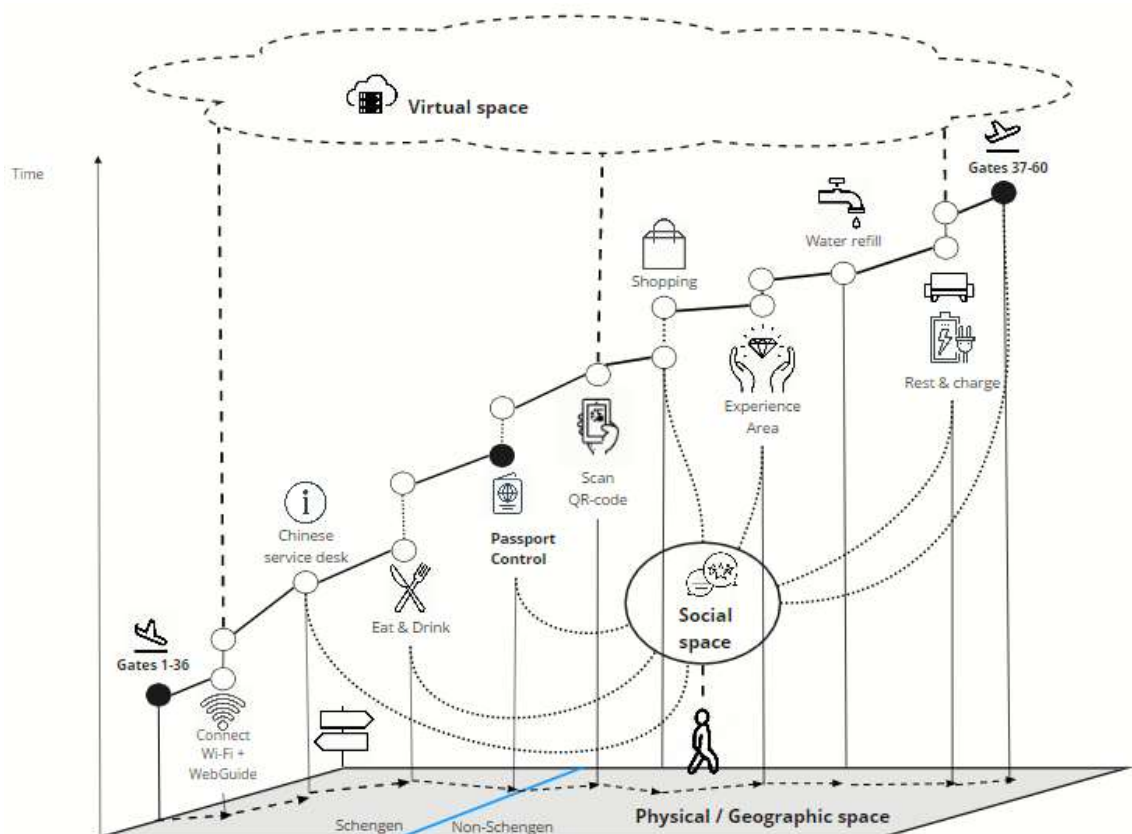 Virtual space
Time
Gates 37-60
Water refill
Shopping
Rest & charge
Experience
Area
Scan
QR-code
Chinese
service desk
Passport
Control
Eat & Drink
Social
space
Gates 1-36
Connect
Wi-Fi +
WebGuide
Physical / Geographic space
Schengen
Non-Schengen